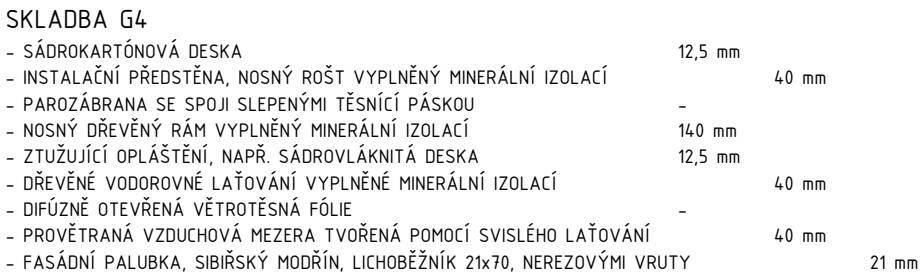 SKLADBA G4
- SÁDROKARTÓNOVÁ DESKA 12,5 mm
- INSTALAČNÍ PŘEDSTĚNA, NOSNÝ ROŠT VYPLNĚNÝ MINERÁLNÍ IZOLACÍ 40 mm
- PAROZÁBRANA SE SPOJI SLEPENÝMI TĚSNÍCÍ PÁSKOU -
- NOSNÝ DŘEVĚNÝ RÁM VYPLNĚNÝ MINERÁLNÍ IZOLACÍ 140 mm
- ZTUŽUJÍCÍ OPLÁŠTĚNÍ, NAPŘ. SÁDROVLÁKNITÁ DESKA 12,5 mm
- DŘEVĚNÉ VODOROVNÉ LAŤOVÁNÍ VYPLNĚNÉ MINERÁLNÍ IZOLACÍ 40 mm
- DIFÚZNĚ OTEVŘENÁ VĚTROTĚSNÁ FÓLIE -
- PROVĚTRANÁ VZDUCHOVÁ MEZERA TVOŘENÁ POMOCÍ SVISLÉHO LAŤOVÁNÍ 40 mm
- FASÁDNÍ PALUBKA, SIBIŘSKÝ MODŘÍN, LICHOBĚŽNÍK 21x70, NEREZOVÝMI VRUTY 21 mm